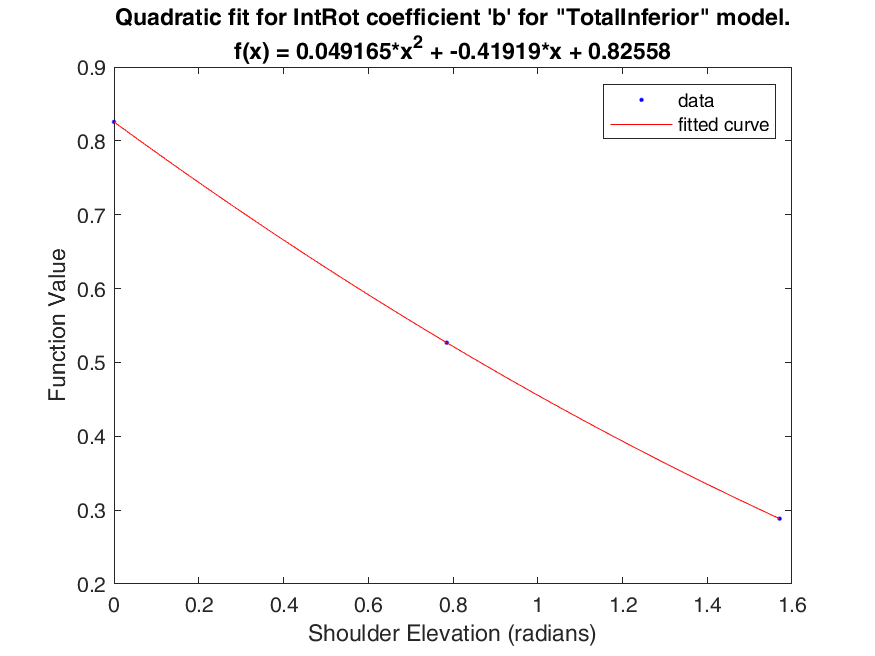 Quadratic fit for IntRot coefficient 'b' for "TotalInferior" model.
f(x) = 0.049165*x² + -0.41919*x + 0.82558
0.9
0.8
0.7
0.6
0.5
0.4
0.3
0.2
Function Value
data
fitted curve
0 0.2 0.4 0.6 0.8 1 1.2 1.4 1.6
Shoulder Elevation (radians)